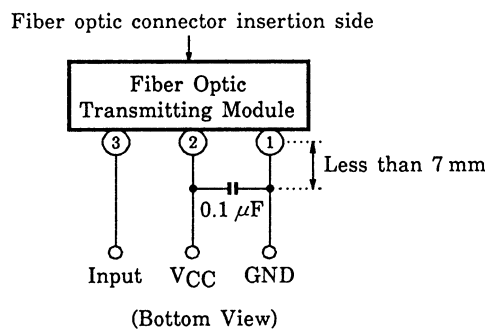 Fiber optic connector insertion side
Fiber Optic
Transmitting Module
3 2 1
Less than 7 mm
0.1 μF
Input VCC GND
(Bottom View)